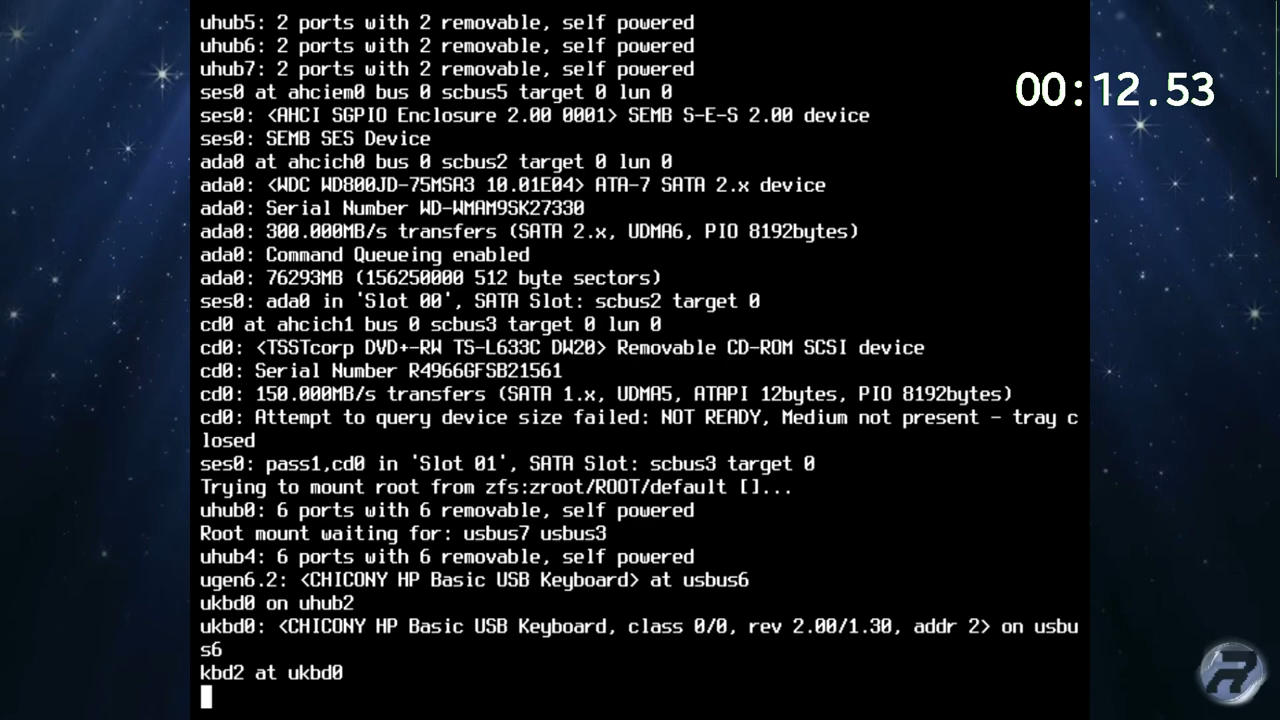 uhub5: 2 ports with 2 removable, self powered
uhub6: 2 ports with 2 removable, self powered
uhub7: 2 ports with 2 removable, self powered
ses0 at ahciem0 bus 0 scbus5 target 0 lun 0
ses0: <AHCI SGPIO Enclosure 2.00 0001> SEMB S-E-S 2.00 device
ses0: SEMB SES Device
ada0 at ahcich0 bus 0 scbus2 target 0 lun 0
ada0: <WDC WD800JD-75MSA3 10.01E04> ATA-7 SATA 2.x device
ada0: Serial Number WD-WMAM9SK27330
ada0: 300.000MB/s transfers (SATA 2.x, UDMA6, PIO 8192bytes)
ada0: Command Queueing enabled
ada0: 76293MB (156250000 512 byte sectors)
ses0: ada0 in 'Slot 00', SATA Slot: scbus2 target 0
cd0 at ahcich1 bus 0 scbus3 target 0 lun 0
cd0: <TSSTcorp DVD+-RW TS-L633C DW20> Removable CD-ROM SCSI device
cd0: Serial Number R4966GFSB21561
cd0: 150.000MB/s transfers (SATA 1.x, UDMA5, ATAPI 12bytes, PIO 8192bytes)
cd0: Attempt to query device size failed: NOT READY, Medium not present - tray c
losed
ses0: pass1,cd0 in 'Slot 01', SATA Slot: scbus3 target 0
Trying to mount root from zfs:zroot/ROOT/default []...
uhub0: 6 ports with 6 removable, self powered
Root mount waiting for: usbus7 usbus3
uhub4: 6 ports with 6 removable, self powered
ugen6.2: <CHICONY HP Basic USB Keyboard> at usbus6
ukbd0 on uhub2
ukbd0: <CHICONY HP Basic USB Keyboard, class 0/0, rev 2.00/1.30, addr 2> on usbu
s6
kbd2 at ukbd0
00:12.53
R